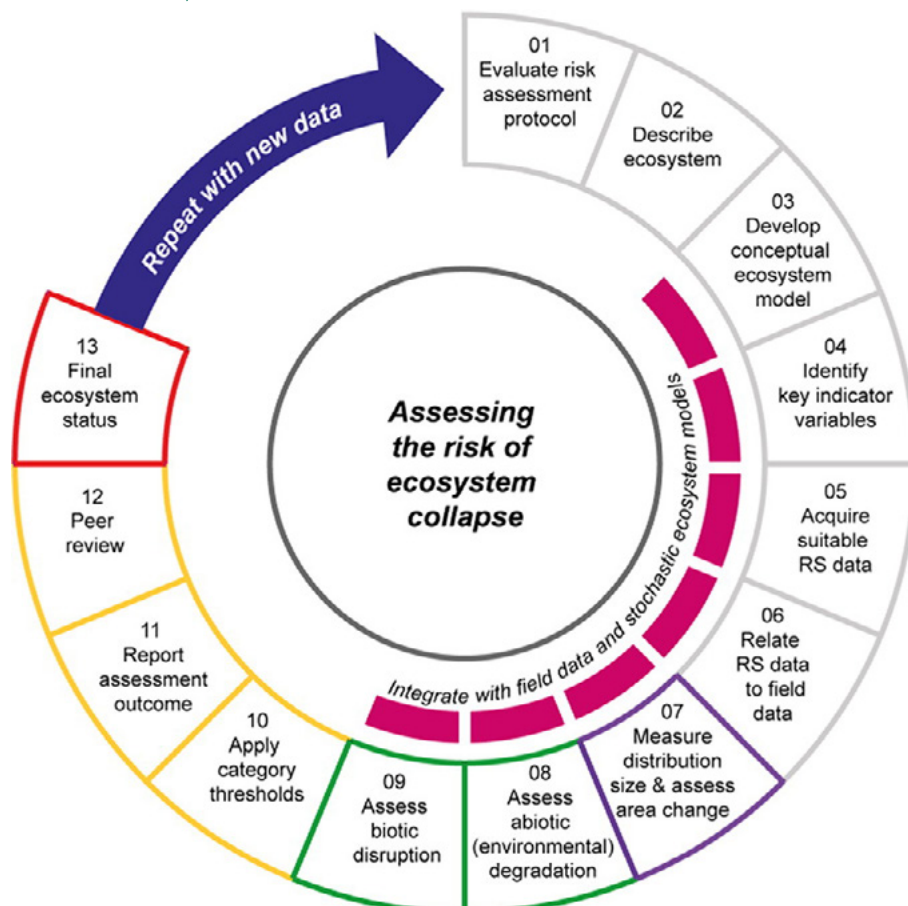 01
Evaluate risk
assessment
protocol
02
Describe
ecosystem
03
Develop
conceptual
ecosystem
model
04
Identify
key indicator
variables
05
Acquire
suitable
RS data
06
Relate
RS data
to field
data
07
Measure
distribution
size & assess
area change
08
Assess
abiotic
(environmental)
degradation
09
Assess
biotic
disruption
10
Apply
category
thresholds
11
Report
assessment
outcome
12
Peer
review
13
Final
ecosystem
status
Repeat with new data
Assessing
the risk of
ecosystem
collapse
Integrate with field data and stochastic ecosystem models